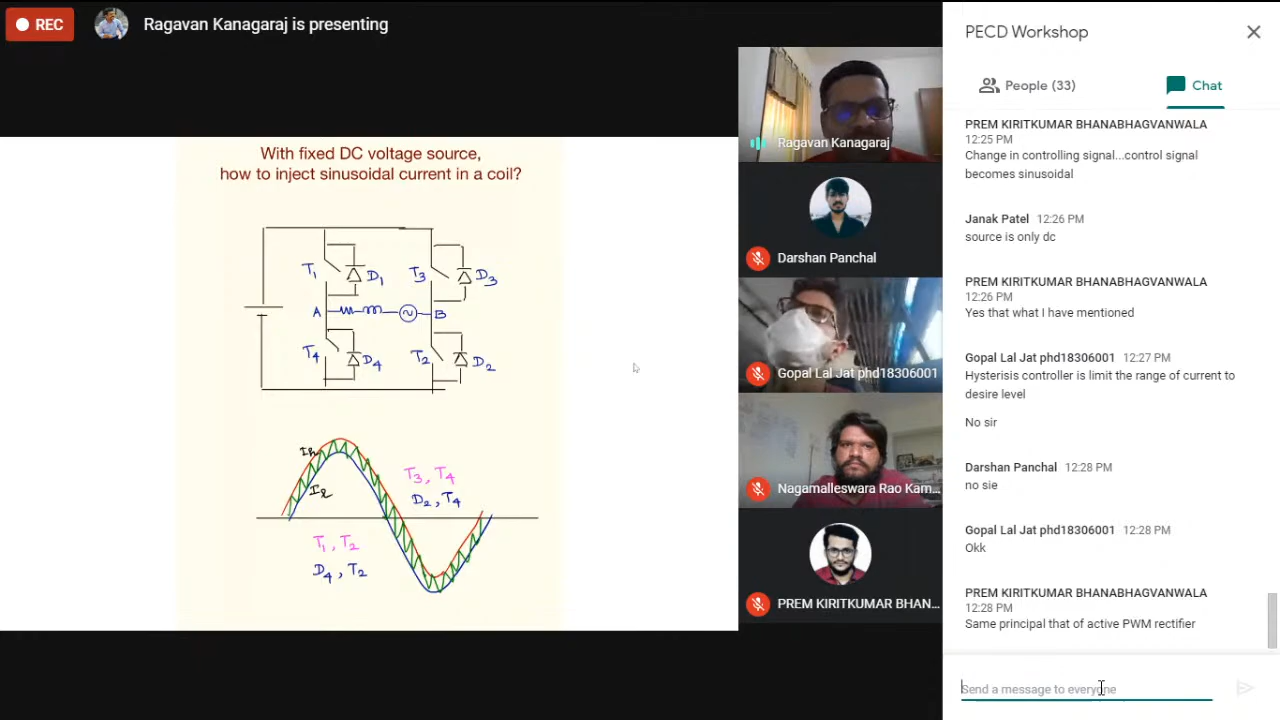 REC
Ragavan Kanagaraj is presenting
With fixed DC voltage source,
how to inject sinusoidal current in a coil?
T1 D1 T3 D3
A B
T4 D4 T2 D2
Ih
Il
T3, T4
D2, T4
T1, T2
D4, T2
Ragavan Kanagaraj
Darshan Panchal
Gopal Lal Jat phd18306001
Nagamalleswara Rao Kam...
PREM KIRITKUMAR BHAN...
PECD Workshop
People (33)
Chat
PREM KIRITKUMAR BHANABHAGVANWALA
12:25 PM
Change in controlling signal...control signal
becomes sinusoidal
Janak Patel 12:26 PM
source is only dc
PREM KIRITKUMAR BHANABHAGVANWALA
12:26 PM
Yes that what I have mentioned
Gopal Lal Jat phd18306001 12:27 PM
Hysterisis controller is limit the range of current to
desire level
No sir
Darshan Panchal 12:28 PM
no sie
Gopal Lal Jat phd18306001 12:28 PM
Okk
PREM KIRITKUMAR BHANABHAGVANWALA
12:28 PM
Same principal that of active PWM rectifier
Send a message to everyone